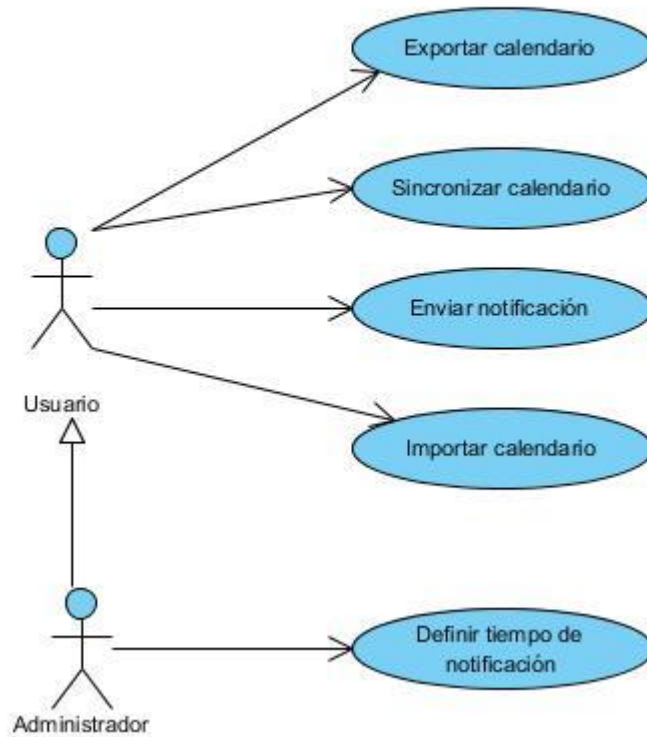 Exportar calendario
Sincronizar calendario
Enviar notificación
Usuario
Importar calendario
Definir tiempo de
notificación
Administrador